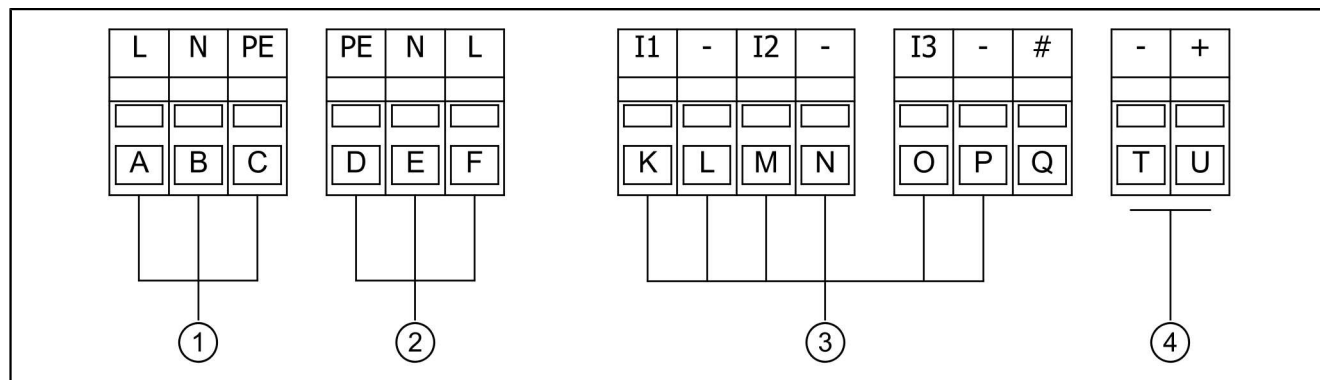 L N PE PE N L I1 - I2 - I3 - # - +
A B C D E F K L M N O P Q T U
1 2 3 4